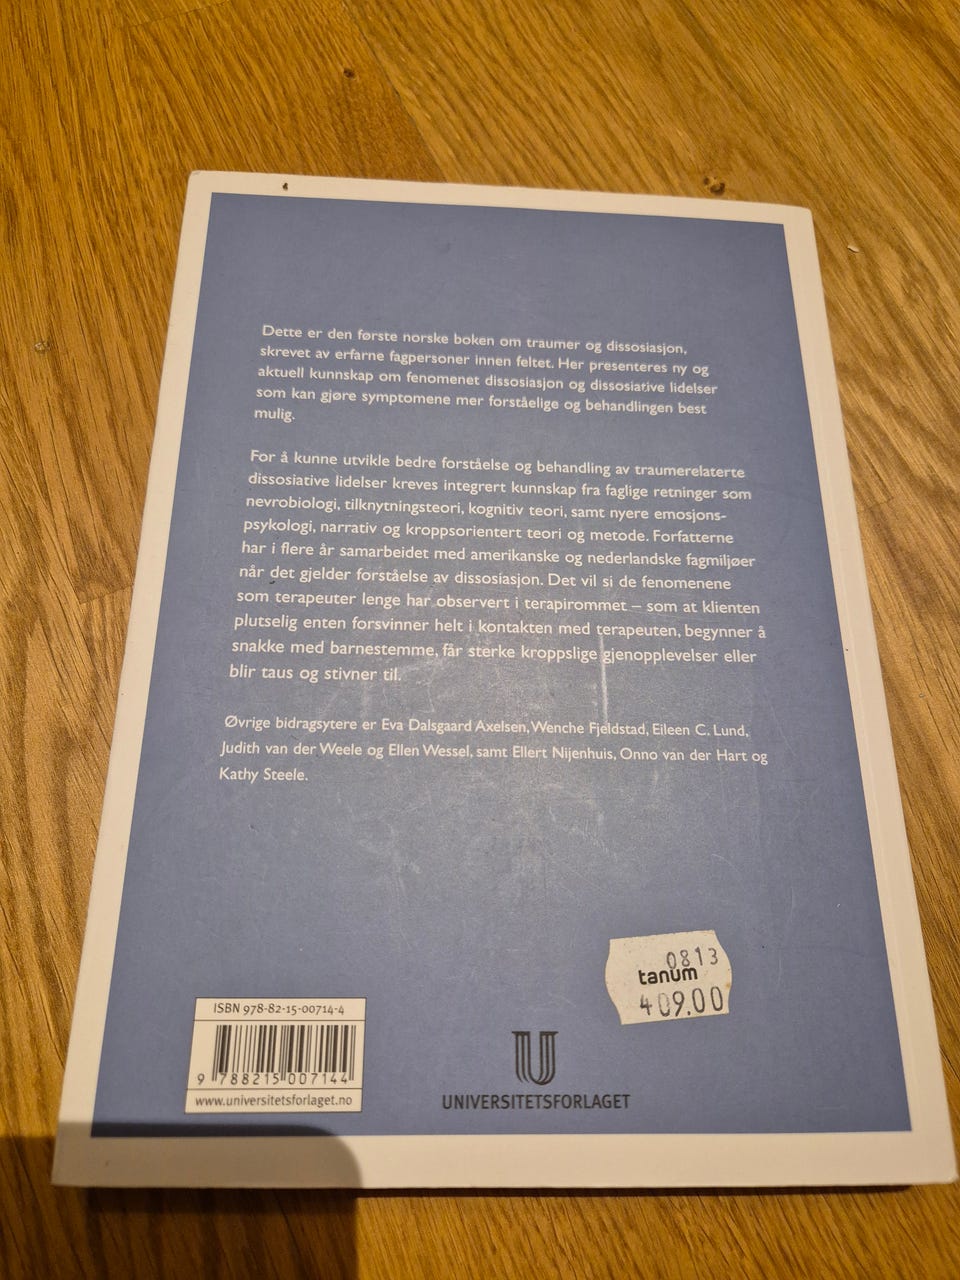 Dette er den første norske boken om traumer og dissosiasjon,
skrevet av erfarne fagpersoner innen feltet. Her presenteres ny og
aktuell kunnskap om fenomenet dissosiasjon og dissosiative lidelser
som kan gjøre symptomene mer forståelige og behandlingen best
mulig.
For å kunne utvikle bedre forståelse og behandling av traumerelaterte
dissosiative lidelser kreves integrert kunnskap fra faglige retninger som
nevrobiologi, tilknytningsteori, kognitiv teori, samt nyere emosjons-
psykologi, narrativ og kroppsorientert teori og metode. Forfatterne
har i flere år samarbeidet med amerikanske og nederlandske fagmiljøer
når det gjelder forståelse av dissosiasjon. Det vil si de fenomenene
som terapeuter lenge har observert i terapirommet – som at klienten
plutselig enten forsvinner helt i kontakten med terapeuten, begynner å
snakke med barnestemme, får sterke kroppslige gjenopplevelser eller
blir taus og stivner til.
Øvrige bidragsytere er Eva Dalsgaard Axelsen, Wenche Fjeldstad, Eileen C. Lund,
Judith van der Weele og Ellen Wessel, samt Ellert Nijenhuis, Onno van der Hart og
Kathy Steele.
0813
tanum
409.00
ISBN 978-82-15-00714-4
9 788215 007144
www.universitetsforlaget.no
UNIVERSITETSFORLAGET